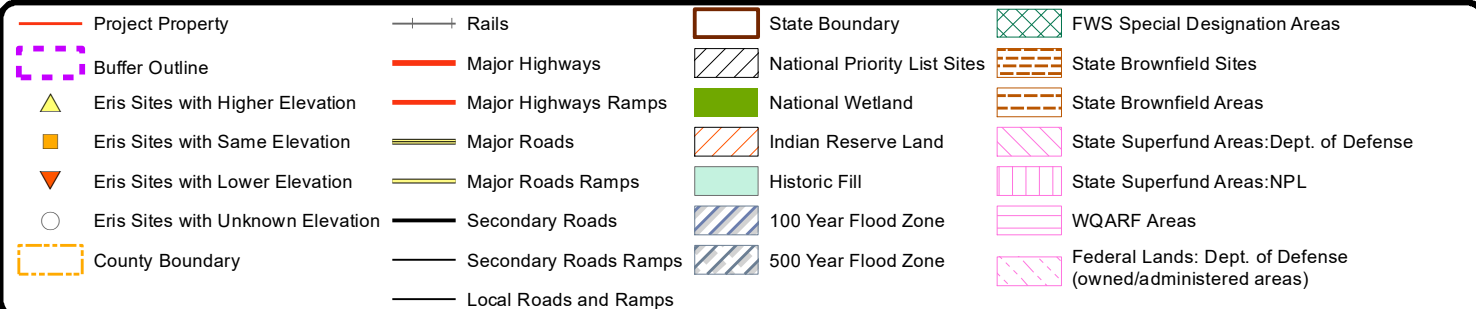 Project Property
Buffer Outline
Eris Sites with Higher Elevation
Eris Sites with Same Elevation
Eris Sites with Lower Elevation
Eris Sites with Unknown Elevation
County Boundary
Rails
Major Highways
Major Highways Ramps
Major Roads
Major Roads Ramps
Secondary Roads
Secondary Roads Ramps
Local Roads and Ramps
State Boundary
National Priority List Sites
National Wetland
Indian Reserve Land
Historic Fill
100 Year Flood Zone
500 Year Flood Zone
FWS Special Designation Areas
State Brownfield Sites
State Brownfield Areas
State Superfund Areas:Dept. of Defense
State Superfund Areas:NPL
WQARF Areas
Federal Lands: Dept. of Defense
(owned/administered areas)